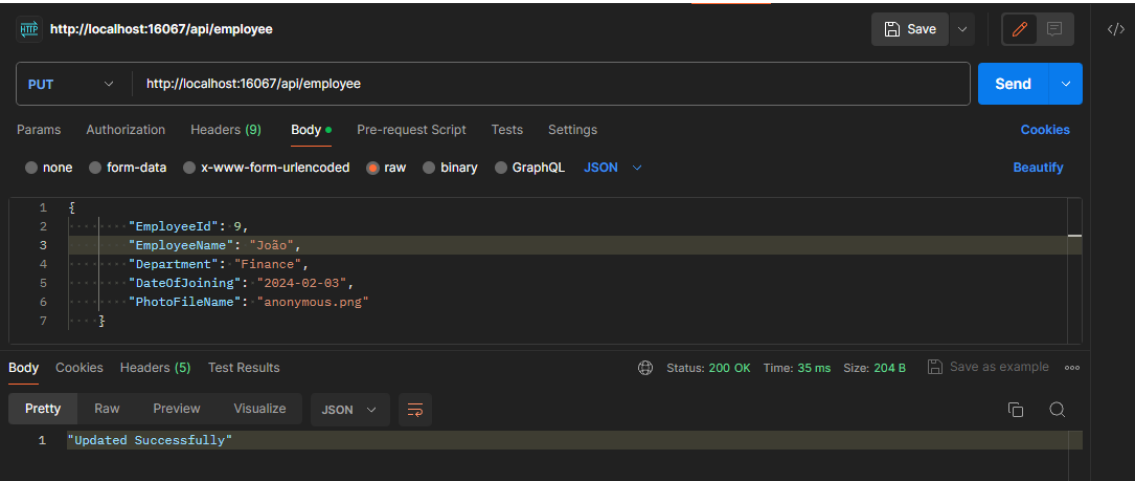 HTTP http://localhost:16067/api/employee Save </>
PUT http://localhost:16067/api/employee Send
Params Authorization Headers (9) Body Pre-request Script Tests Settings Cookies
none form-data x-www-form-urlencoded raw binary GraphQL JSON Beautify
1 {
2 "EmployeeId": 9,
3 "EmployeeName": "João",
4 "Department": "Finance",
5 "DateOfJoining": "2024-02-03",
6 "PhotoFileName": "anonymous.png"
7 }
Body Cookies Headers (5) Test Results Status: 200 OK Time: 35 ms Size: 204 B Save as example
Pretty Raw Preview Visualize JSON
1 "Updated Successfully"